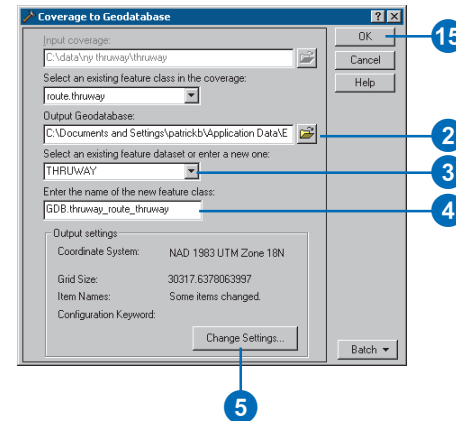 Coverage to Geodatabase
Input coverage:
C:\data\ny thruway\thruway
Select an existing feature class in the coverage:
route.thruway
Output Geodatabase:
C:\Documents and Settings\patrickb\Application Data\E
Select an existing feature dataset or enter a new one:
THRUWAY
Enter the name of the new feature class:
GDB.thruway_route_thruway
Output settings
Coordinate System: NAD 1983 UTM Zone 18N
Grid Size: 30317.6378063997
Item Names: Some items changed.
Configuration Keyword:
Change Settings...
OK
Cancel
Help
Batch
15
2
3
4
5